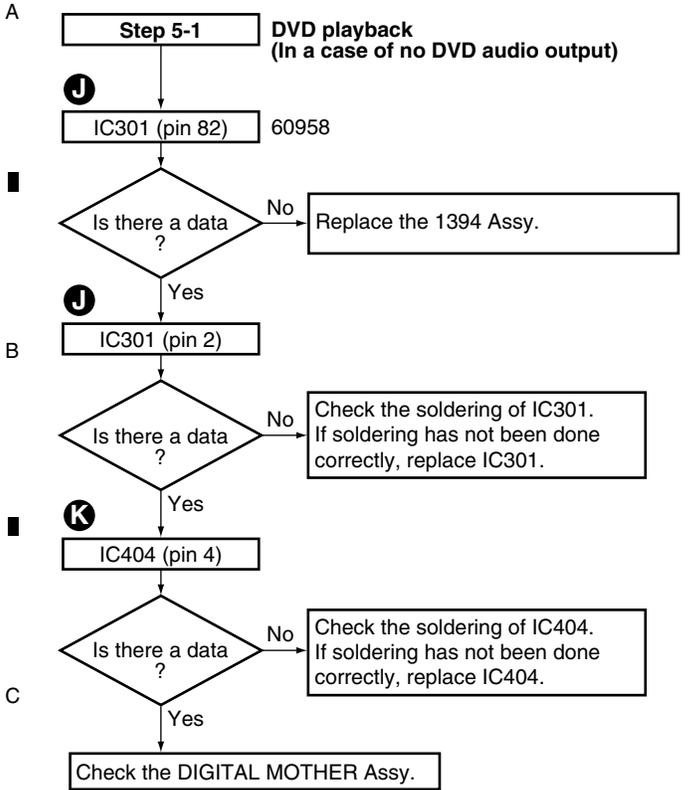 A
Step 5-1
DVD playback
(In a case of no DVD audio output)
J
IC301 (pin 82)
60958
Is there a data
?
No
Replace the 1394 Assy.
Yes
J
IC301 (pin 2)
B
Is there a data
?
No
Check the soldering of IC301.
If soldering has not been done
correctly, replace IC301.
Yes
K
IC404 (pin 4)
Is there a data
?
No
Check the soldering of IC404.
If soldering has not been done
correctly, replace IC404.
C
Yes
Check the DIGITAL MOTHER Assy.